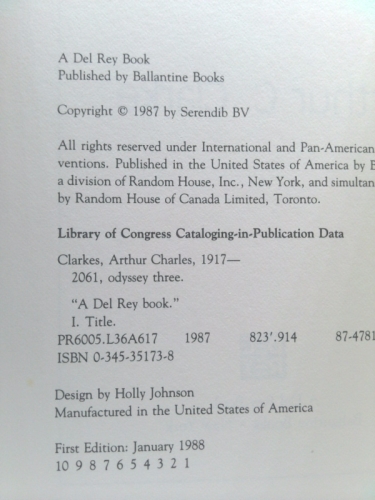 A Del Rey Book
Published by Ballantine Books
Copyright © 1987 by Serendib BV
All rights reserved under International and Pan-American
ventions. Published in the United States of America by
a division of Random House, Inc., New York, and simultan
by Random House of Canada Limited, Toronto.
Library of Congress Cataloging-in-Publication Data
Clarkes, Arthur Charles, 1917—
2061, odyssey three.
"A Del Rey book."
I. Title.
PR6005.L36A617 1987 823'.914 87-4781
ISBN 0-345-35173-8
Design by Holly Johnson
Manufactured in the United States of America
First Edition: January 1988
10 9 8 7 6 5 4 3 2 1